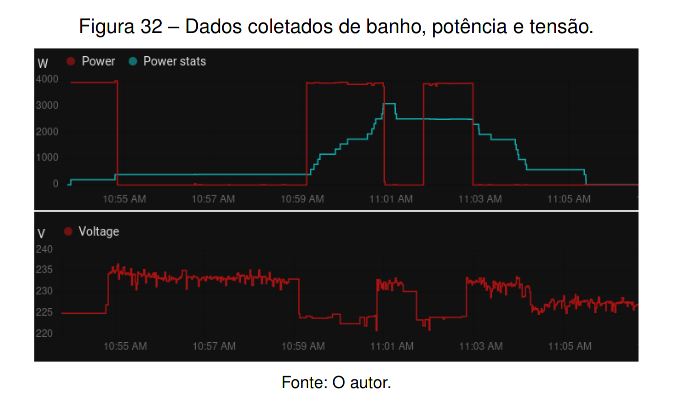 Figura 32 – Dados coletados de banho, potência e tensão.
W Power Power stats
4000
3000
2000
1000
0
10:55 AM 10:57 AM 10:59 AM 11:01 AM 11:03 AM 11:05 AM
V Voltage
240
235
230
225
220
10:55 AM 10:57 AM 10:59 AM 11:01 AM 11:03 AM 11:05 AM
Fonte: O autor.